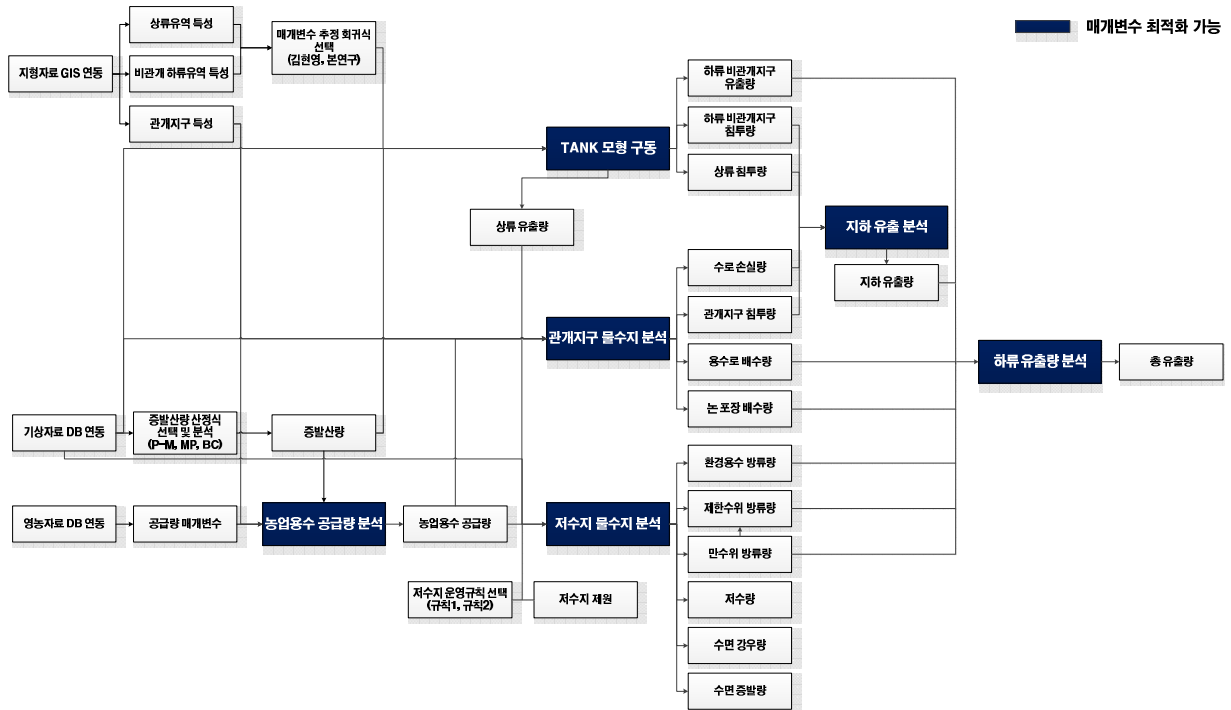 매개변수 최적화 가능
상류유역 특성
지형자료 GIS 연동
비관개 하류유역 특성
관개지구 특성
매개변수 추정 회귀식
선택
(김현영, 본연구)
TANK 모형 구동
하류 비관개지구
유출량
하류 비관개지구
침투량
상류 침투량
상류 유출량
지하 유출 분석
지하 유출량
수로 손실량
관개지구 침투량
관개지구 물수지 분석
용수로 배수량
논 포장 배수량
하류 유출량 분석
총 유출량
기상자료 DB 연동
증발산량 산정식
선택 및 분석
(P-M, MP, BC)
증발산량
환경용수 방류량
영농자료 DB 연동
공급량 매개변수
농업용수 공급량 분석
농업용수 공급량
저수지 물수지 분석
제한수위 방류량
만수위 방류량
저수지 운영규칙 선택
(규칙1, 규칙2)
저수지 제원
저수량
수면 강우량
수면 증발량